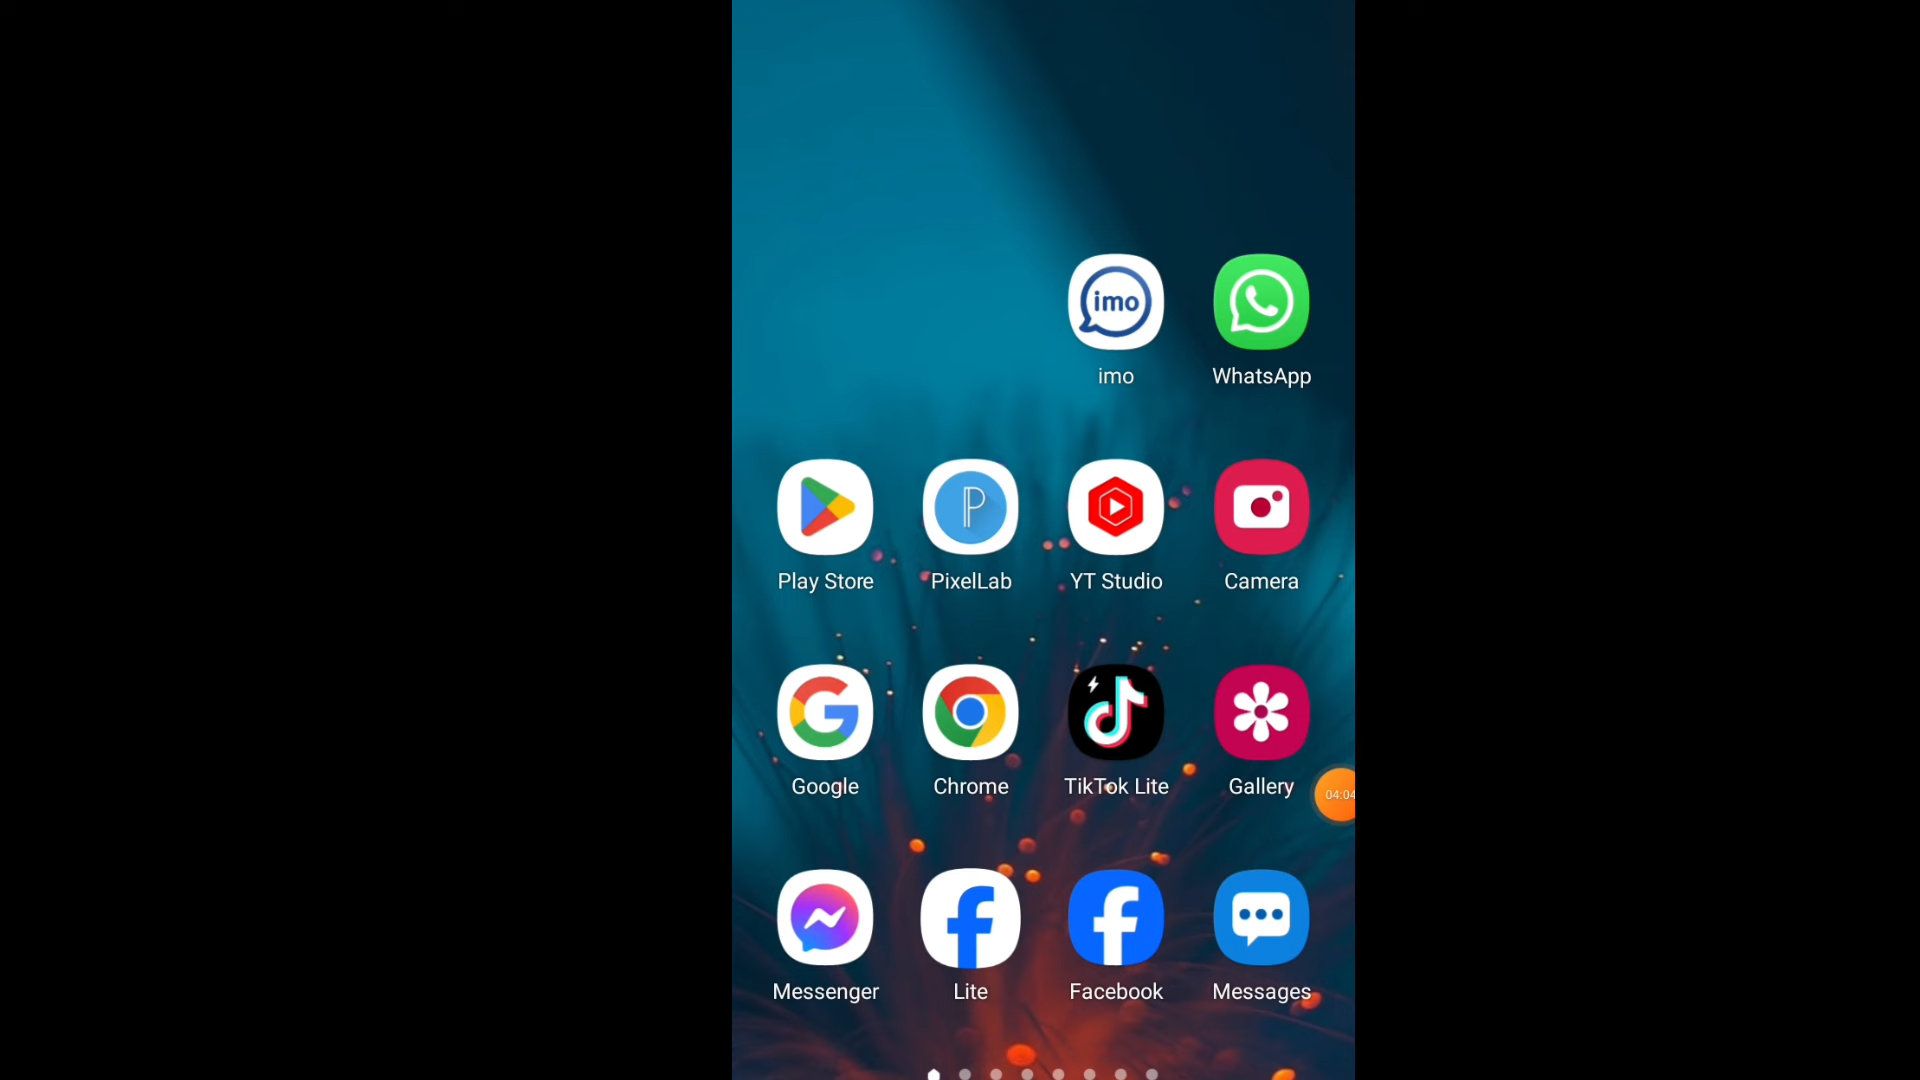 imo
imo WhatsApp
P
Play Store PixelLab YT Studio Camera
Google Chrome TikTok Lite Gallery
04:04
Messenger Lite Facebook Messages